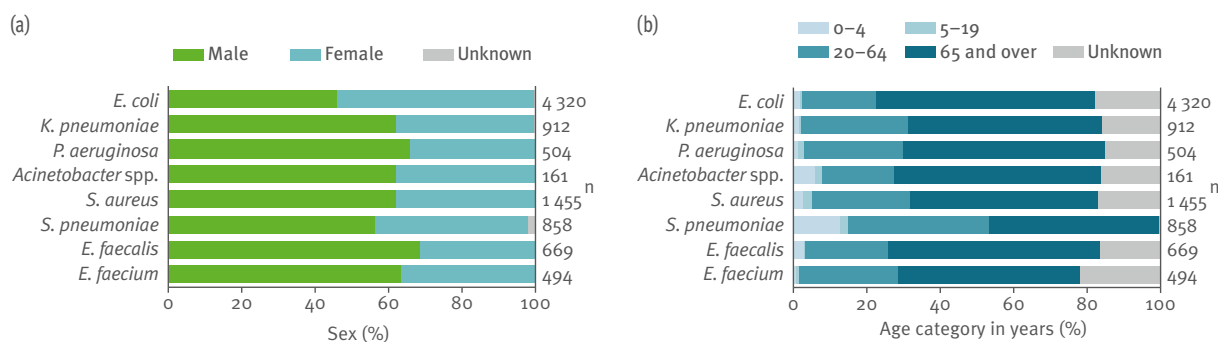 (a)
Male Female Unknown
E. coli 4 320
K. pneumoniae 912
P. aeruginosa 504
Acinetobacter spp. 161
S. aureus 1 455
n
S. pneumoniae 858
E. faecalis 669
E. faecium 494
0 20 40 60 80 100
Sex (%)
(b)
0–4 5–19
20–64 65 and over Unknown
E. coli 4 320
K. pneumoniae 912
P. aeruginosa 504
Acinetobacter spp. 161
S. aureus 1 455
n
S. pneumoniae 858
E. faecalis 669
E. faecium 494
0 20 40 60 80 100
Age category in years (%)